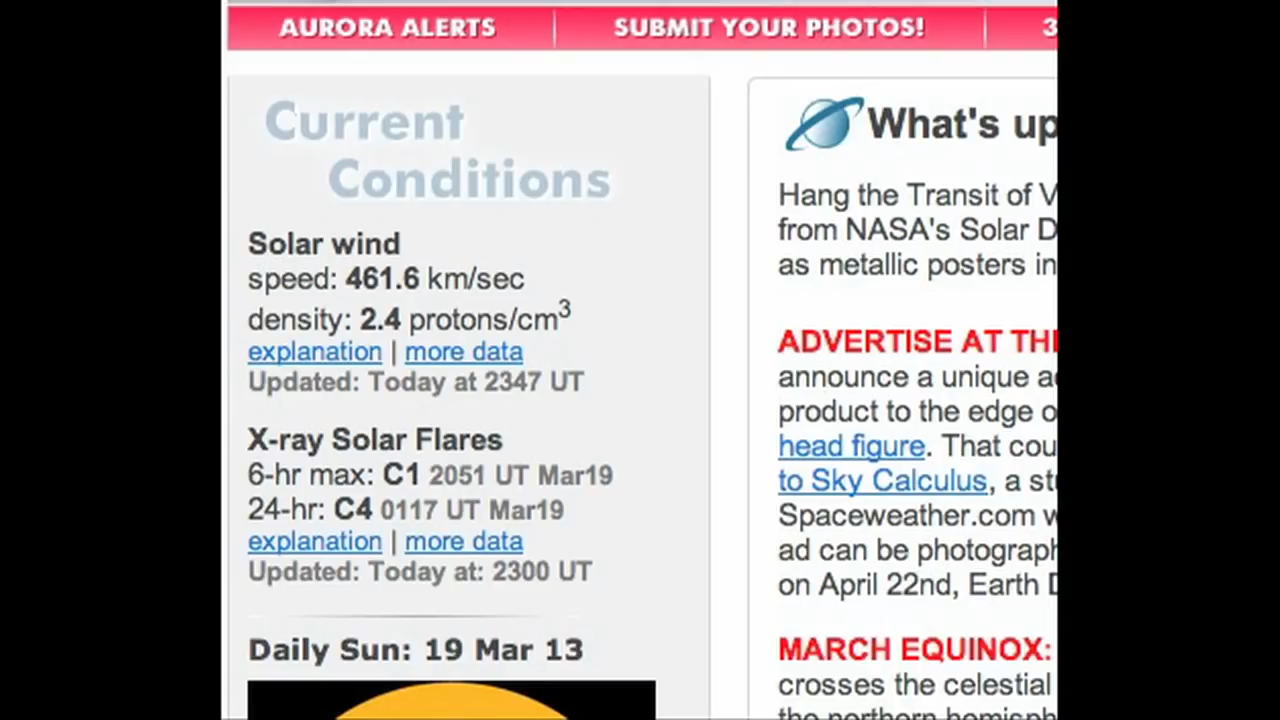 AURORA ALERTS
SUBMIT YOUR PHOTOS!
3
Current
Conditions
Solar wind
speed: 461.6 km/sec
density: 2.4 protons/cm3
explanation | more data
Updated: Today at 2347 UT
X-ray Solar Flares
6-hr max: C1 2051 UT Mar19
24-hr: C4 0117 UT Mar19
explanation | more data
Updated: Today at: 2300 UT
Daily Sun: 19 Mar 13
What's up
Hang the Transit of V
from NASA's Solar D
as metallic posters in
ADVERTISE AT TH
announce a unique a
product to the edge o
head figure. That cou
to Sky Calculus, a st
Spaceweather.com w
ad can be photograph
on April 22nd, Earth D
MARCH EQUINOX:
crosses the celestial
the northern hemisph